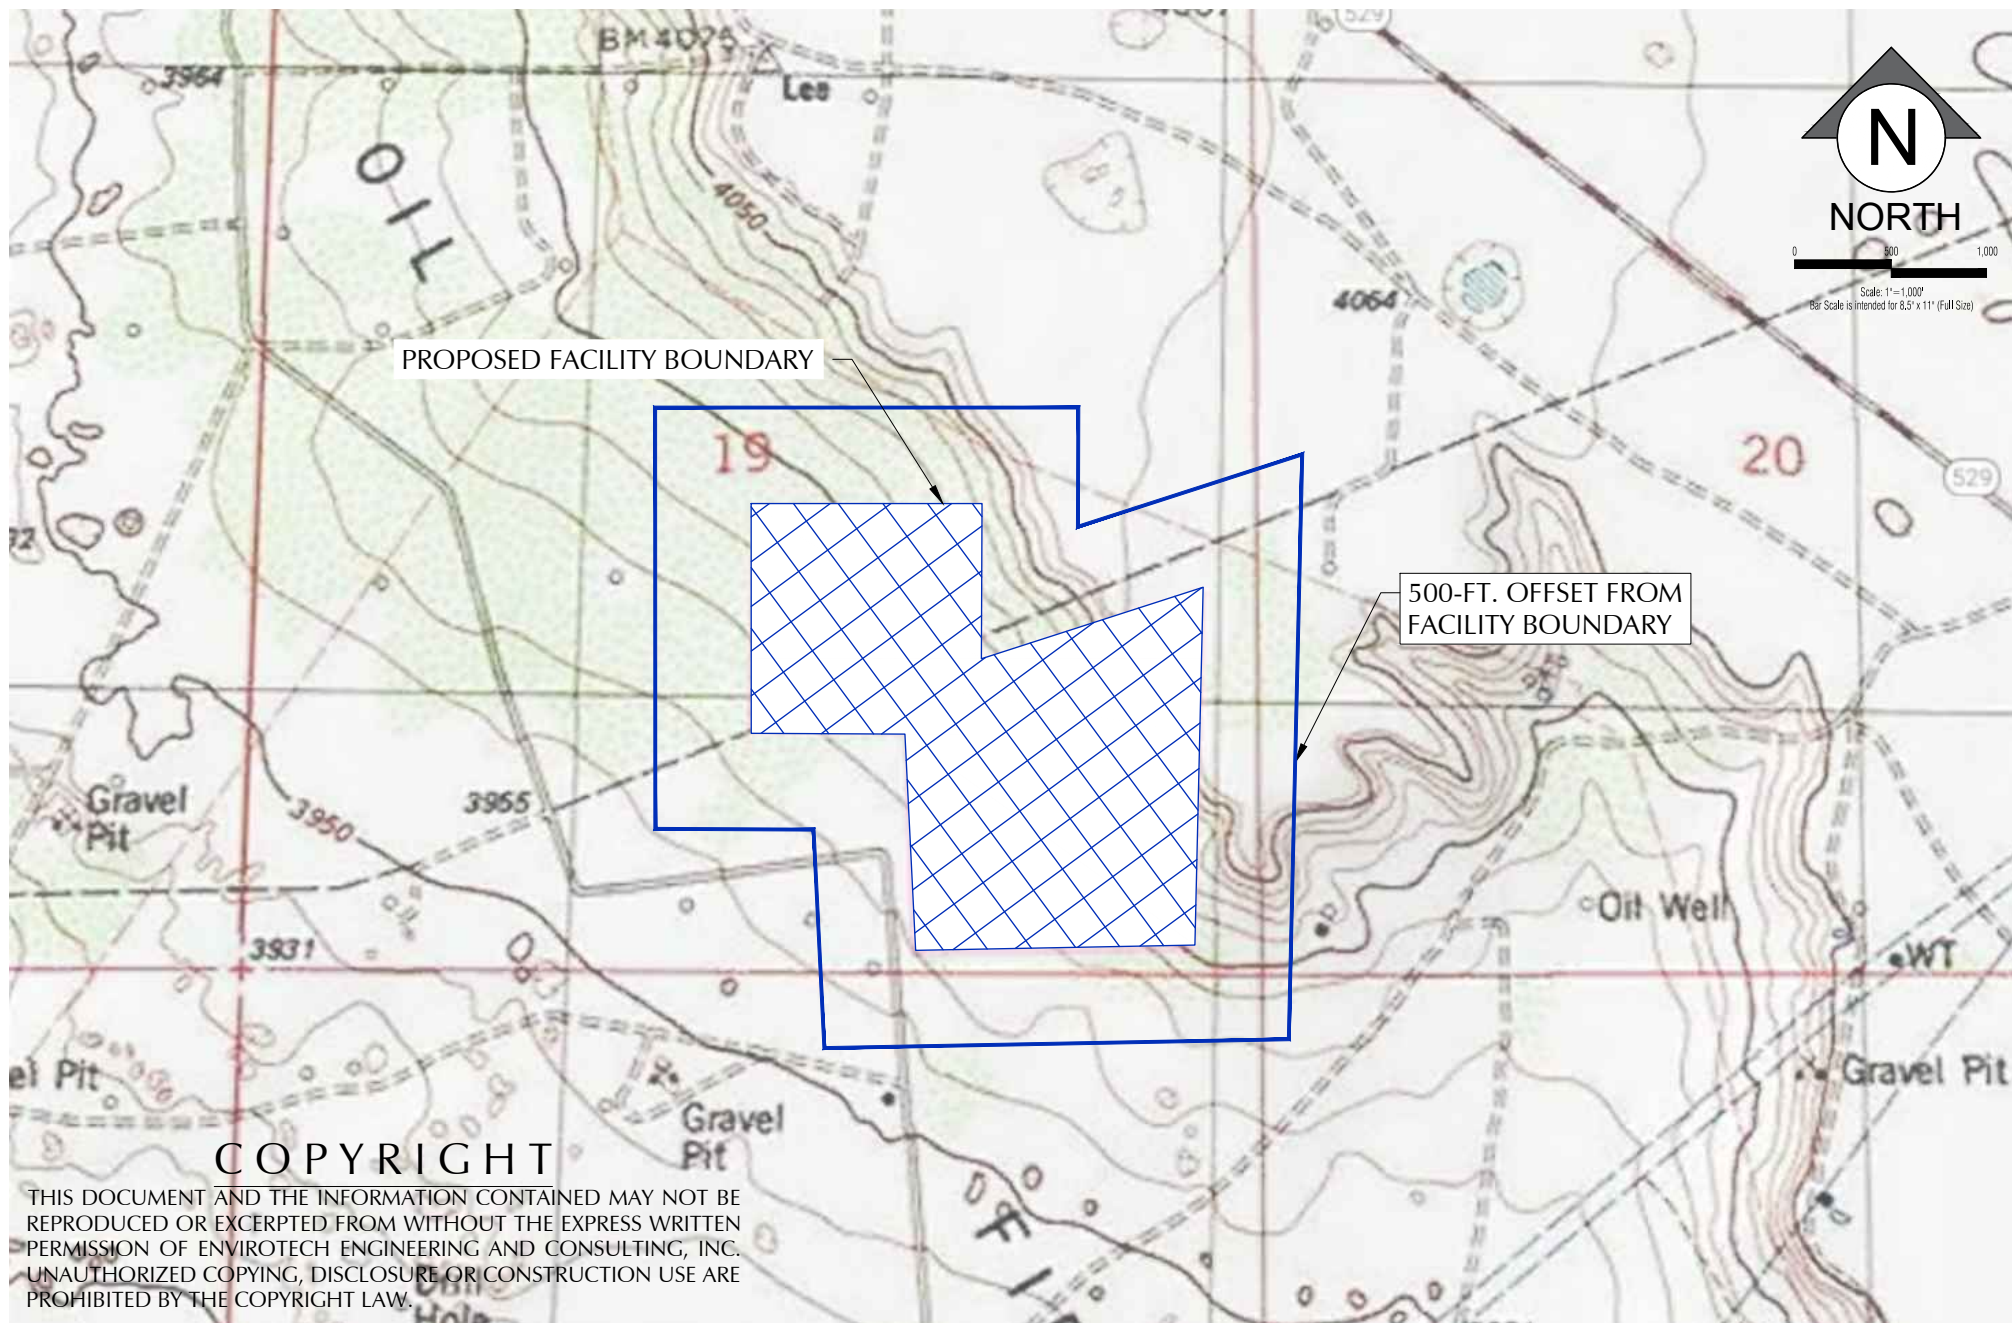 529
BM 4075
3964
Lee
OIL
4050
N
NORTH
0 500 1,000
Scale: 1"=1,000'
Bar Scale is intended for 8.5" x 11" (Full Size)
4064
PROPOSED FACILITY BOUNDARY
19
20
529
500-FT. OFFSET FROM
FACILITY BOUNDARY
Gravel
Pit
3950
3955
Oil Well
3931
WT
Gravel Pit
Pit
Gravel
Pit
COPYRIGHT
THIS DOCUMENT AND THE INFORMATION CONTAINED MAY NOT BE
REPRODUCED OR EXCERPTED FROM WITHOUT THE EXPRESS WRITTEN
PERMISSION OF ENVIROTECH ENGINEERING AND CONSULTING, INC.
UNAUTHORIZED COPYING, DISCLOSURE OR CONSTRUCTION USE ARE
PROHIBITED BY THE COPYRIGHT LAW.
Drill
Hole
FI